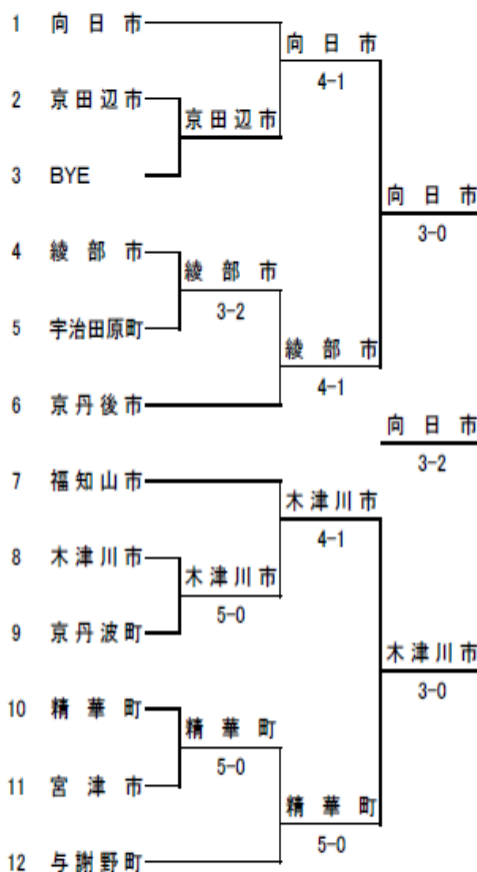 1 向日市
向日市
4-1
2 京田辺市
京田辺市
3 BYE
向日市
3-0
4 綾部市
綾部市
3-2
5 宇治田原町
綾部市
4-1
6 京丹後市
向日市
3-2
7 福知山市
木津川市
4-1
8 木津川市
木津川市
5-0
9 京丹波町
木津川市
3-0
10 精華町
精華町
5-0
11 宮津市
精華町
5-0
12 与謝野町